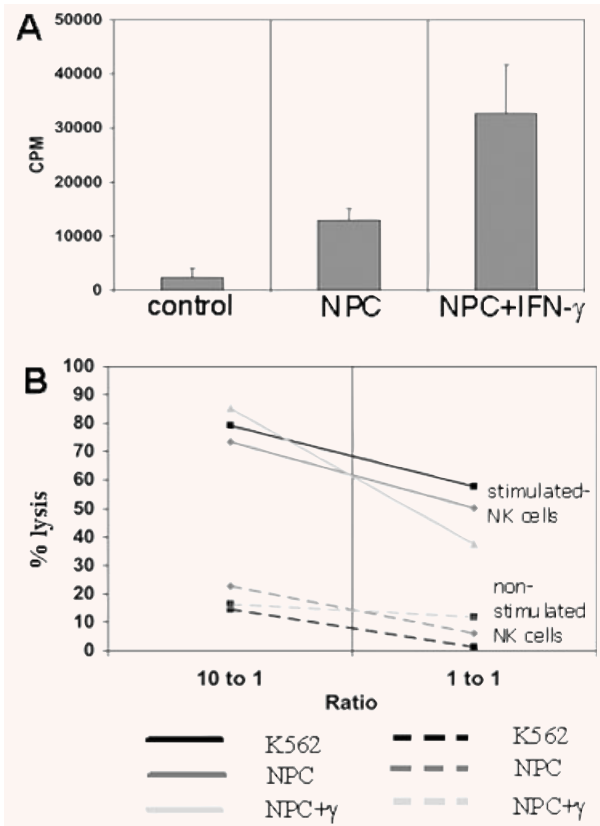 A
CPM
50000
40000
30000
20000
10000
0
control
NPC
NPC+IFN-γ
B
% lysis
100
90
80
70
60
50
40
30
20
10
0
stimulated-
NK cells
non-
stimulated
NK cells
10 to 1
1 to 1
Ratio
K562
NPC
NPC+γ
K562
NPC
NPC+γ